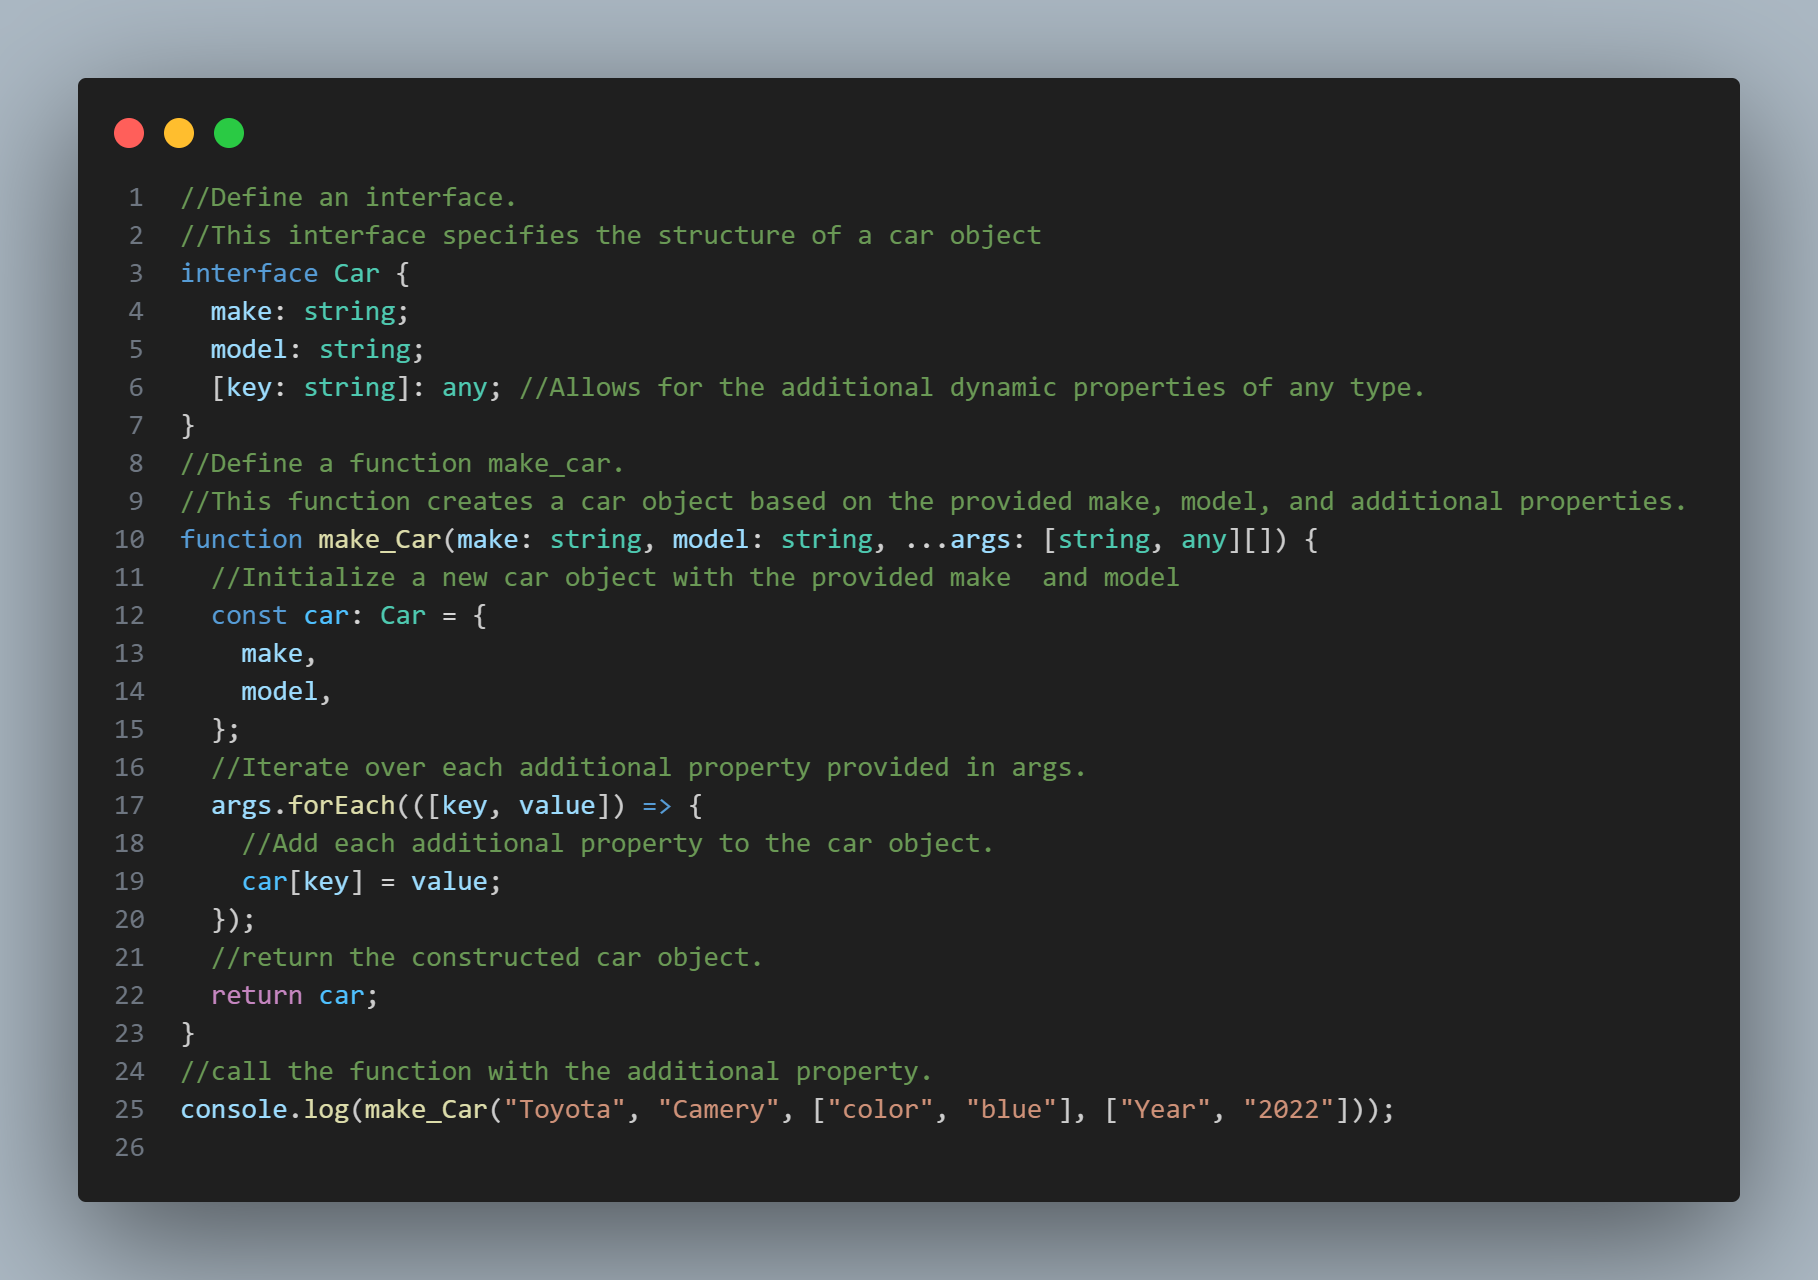 1 //Define an interface.
2 //This interface specifies the structure of a car object
3 interface Car {
4   make: string;
5   model: string;
6   [key: string]: any; //Allows for the additional dynamic properties of any type.
7 }
8 //Define a function make_car.
9 //This function creates a car object based on the provided make, model, and additional properties.
10 function make_Car(make: string, model: string, ...args: [string, any][]) {
11   //Initialize a new car object with the provided make  and model
12   const car: Car = {
13     make,
14     model,
15   };
16   //Iterate over each additional property provided in args.
17   args.forEach(([key, value]) => {
18     //Add each additional property to the car object.
19     car[key] = value;
20   });
21   //return the constructed car object.
22   return car;
23 }
24 //call the function with the additional property.
25 console.log(make_Car("Toyota", "Camery", ["color", "blue"], ["Year", "2022"]));
26